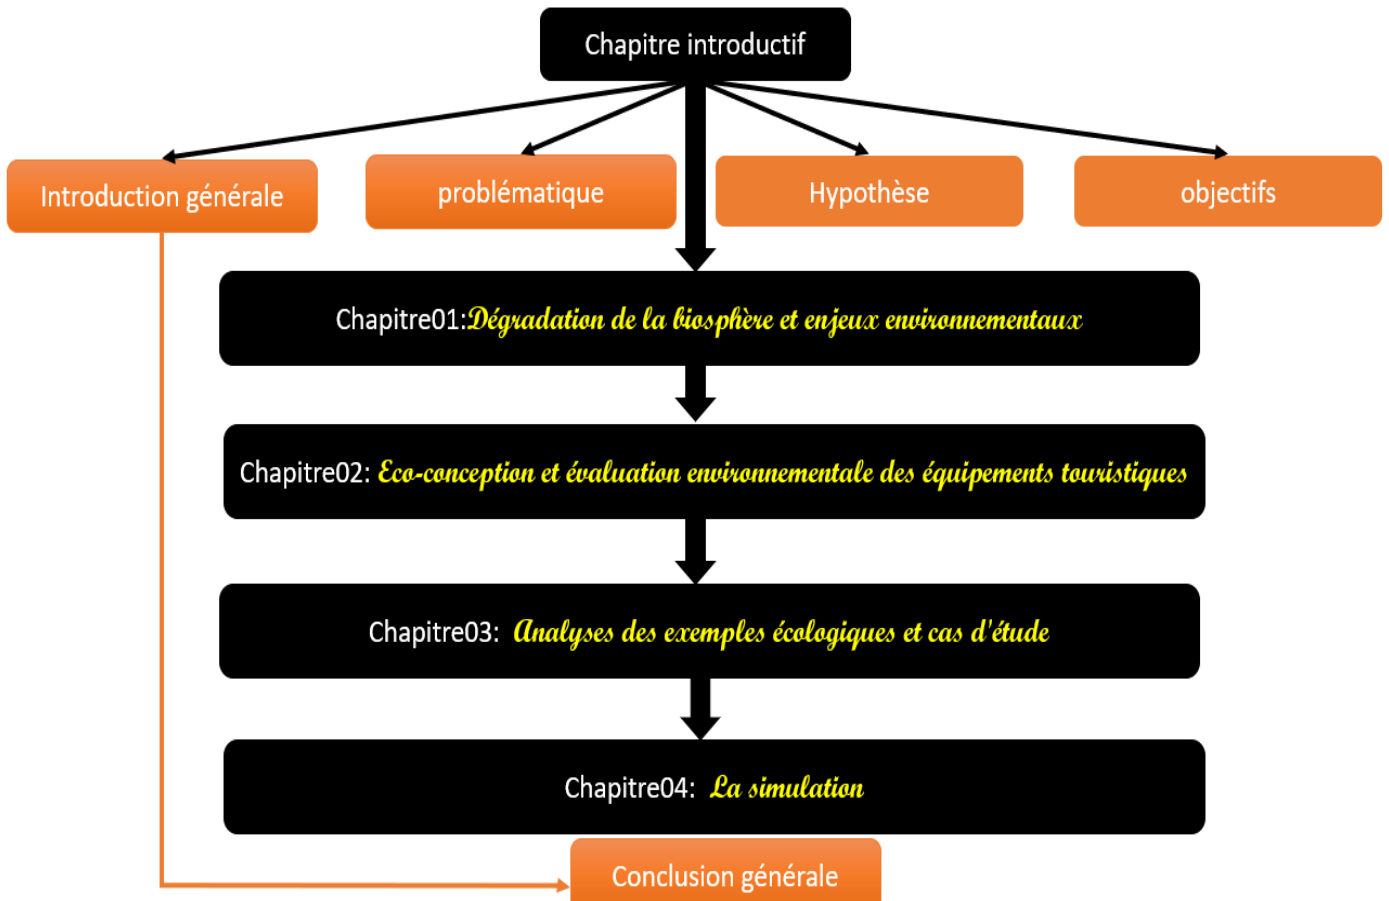 Chapitre introductif
Introduction générale
problématique
Hypothèse
objectifs
Chapitre01:Dégradation de la biosphère et enjeux environnementaux
Chapitre02: Eco-conception et évaluation environnementale des équipements touristiques
Chapitre03: Analyses des exemples écologiques et cas d'étude
Chapitre04: La simulation
Conclusion générale